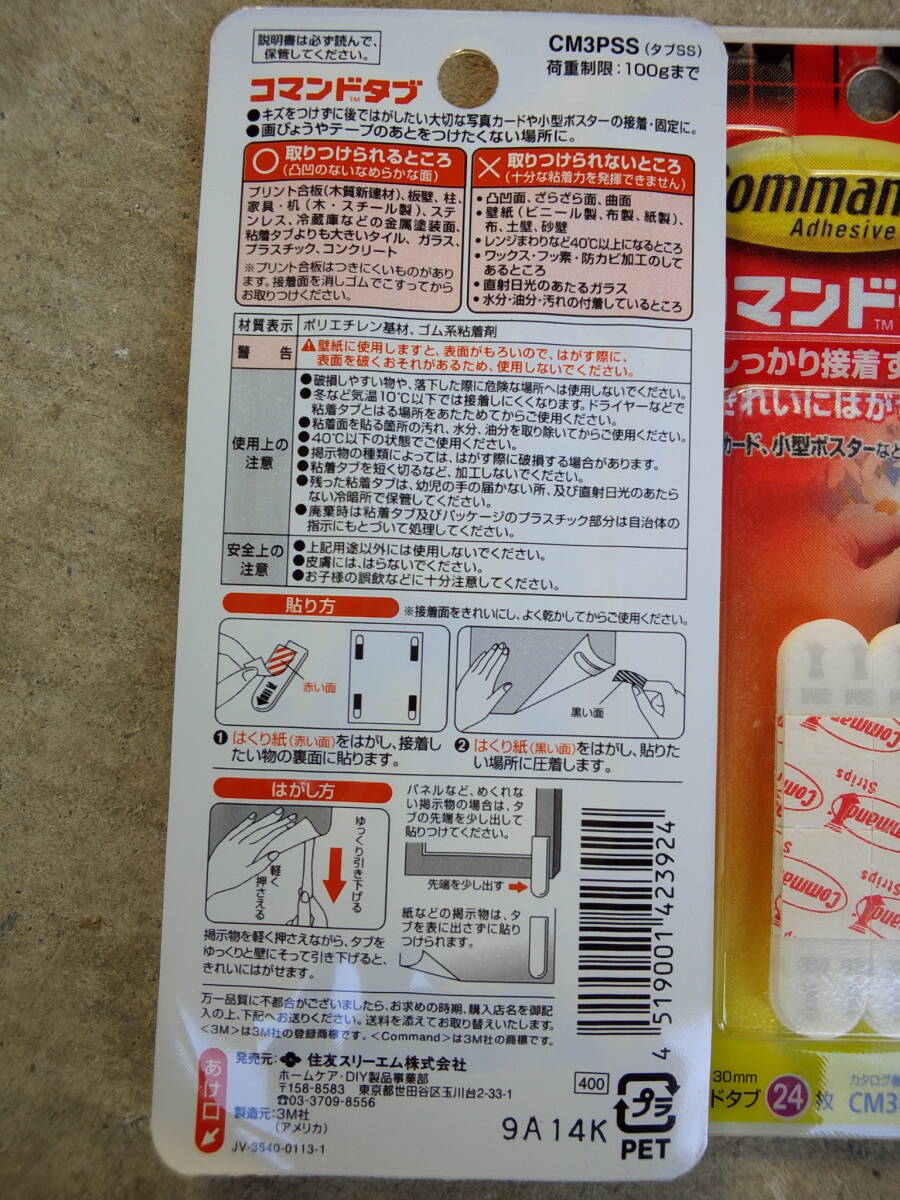 説明書は必ず読んで、
保管してください。
CM3PSS (タブSS)
荷重制限：100gまで
コマンドタブ
TM
●キズをつけずに後ではがしたい大切な写真カードや小型ポスターの接着・固定に。
●画びょうやテープのあとをつけたくない場所に。
○ 取りつけられるところ
(凸凹のないなめらかな面)
プリント合板(木質新建材)、板壁、柱、
家具・机(木・スチール製)、ステ
ンレス、冷蔵庫などの金属塗装面、
粘着タブよりも大きいタイル、ガラス、
プラスチック、コンクリート
※プリント合板はつきにくいものがあり
ます。接着面を消しゴムでこすってから
お取りつけください。
× 取りつけられないところ
(十分な粘着力を発揮できません)
・凸凹面、ざらざら面、曲面
・壁紙(ビニール製、布製、紙製)、
布、土壁、砂壁
・レンジまわりなど40℃以上になるところ
・ワックス・フッ素・防カビ加工のして
あるところ
・直射日光のあたるガラス
・水分・油分・汚れの付着しているところ
材質表示 ポリエチレン基材、ゴム系粘着剤
警告
⚠壁紙に使用しますと、表面がもろいので、はがす際に、
表面を破くおそれがあるため、使用しないでください。
使用上の
注意
●破損しやすい物や、落下した際に危険な場所へは使用しないでください。
●冬など気温10℃以下では接着しにくくなります。ドライヤーなどで
粘着タブとはる場所をあたためてからご使用ください。
●粘着面を貼る箇所の汚れ、水分、油分を取り除いてからご使用ください。
●40℃以下の状態でご使用ください。
●掲示物の種類によっては、はがす際に破損する場合があります。
●粘着タブを短く切るなど、加工しないでください。
●残った粘着タブは、幼児の手の届かない所、及び直射日光のあたら
ない冷暗所で保管してください。
●廃棄時は粘着タブ及びパッケージのプラスチック部分は自治体の
指示にもとづいて処理してください。
安全上の
注意
●上記用途以外には使用しないでください。
●皮膚には、はらないでください。
●お子様の誤飲などに十分注意してください。
貼り方
※接着面をきれいにし、よく乾かしてからご使用ください。
赤い面
黒い面
❶ はくり紙(赤い面)をはがし、接着し
たい物の裏面に貼ります。
❷ はくり紙(黒い面)をはがし、貼りた
い場所に圧着します。
はがし方
軽く
押さえる
ゆっくり引き下げる
掲示物を軽く押さえながら、タブを
ゆっくりと壁にそって引き下げると、
きれいにはがせます。
パネルなど、めくれな
い掲示物の場合は、タ
ブの先端を少し出して
貼りつけてください。
先端を少し出す
紙などの掲示物は、タ
ブを表に出さずに貼り
つけられます。
4 519001 423924
万一品質に不都合がございましたら、お求めの時期、購入店名を御記
入の上、下記へお送りください。送料を添えてお取り替えいたします。
<3M>は3M社の登録商標です。<Command>は3M社の商標です。
あけ口
発売元： 住友スリーエム株式会社
ホームケア・DIY製品事業部
〒158-8583 東京都世田谷区玉川台2-33-1
☎03-3709-8556
製造元：3M社
(アメリカ)
JV-3540-0113-1
400
9A14K
プラ
PET
ommand
Adhesive
マンド
TM
しっかり接着す
きれいにはが
カード、小型ポスターなど
Command
Strips
Command
Command
Strips
Command
30mm
ドタブ 24 枚
カタログ番
CM3